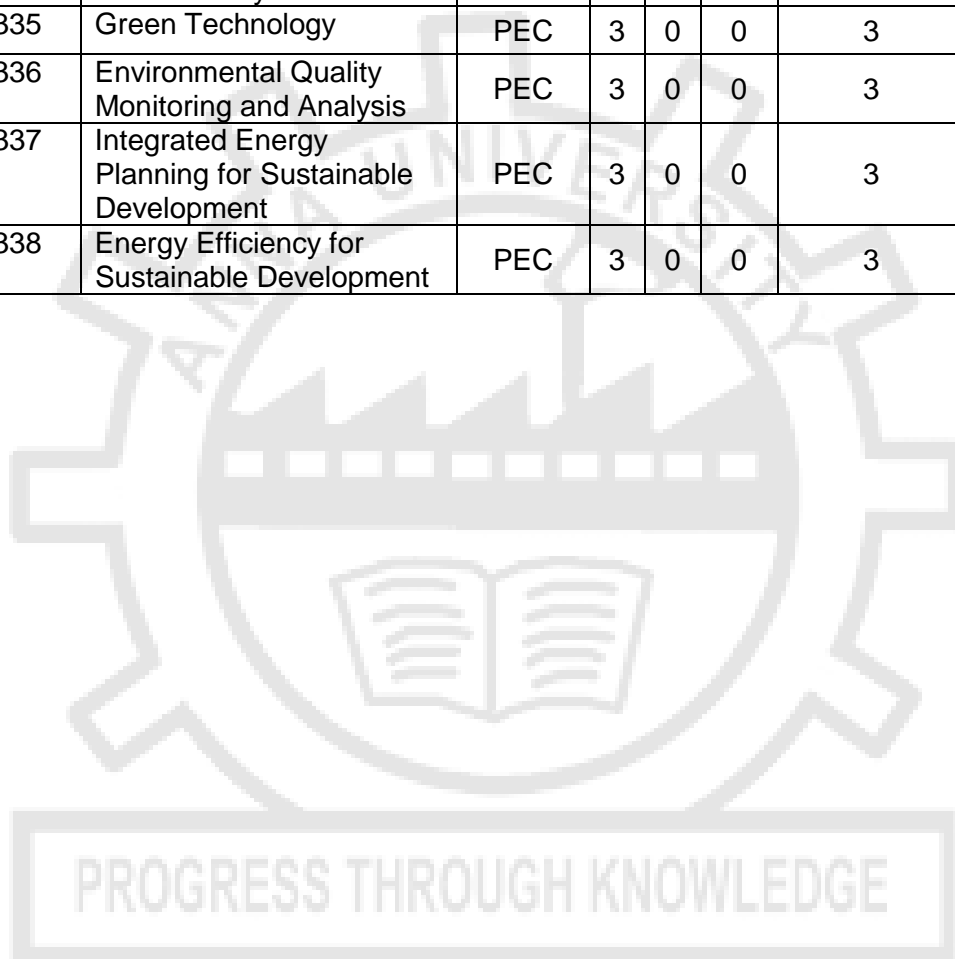 335 Green Technology PEC 3 0 0 3
336 Environmental Quality
Monitoring and Analysis PEC 3 0 0 3
337 Integrated Energy
Planning for Sustainable
Development PEC 3 0 0 3
338 Energy Efficiency for
Sustainable Development PEC 3 0 0 3
ANNA UNIVERSITY
PROGRESS THROUGH KNOWLEDGE